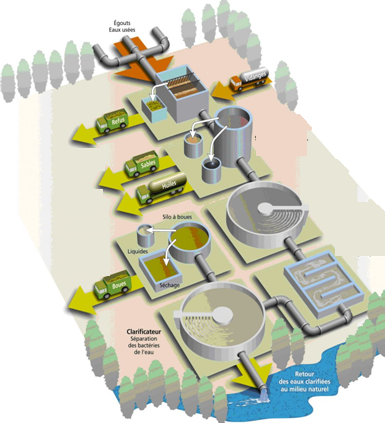 Égouts
Eaux usées
Vidanges
Refus
Sables
Huiles
Silo à boues
Liquides
Séchage
Boues
Clarificateur
Séparation
des bactéries
de l'eau
Retour
des eaux clarifiées
au milieu naturel